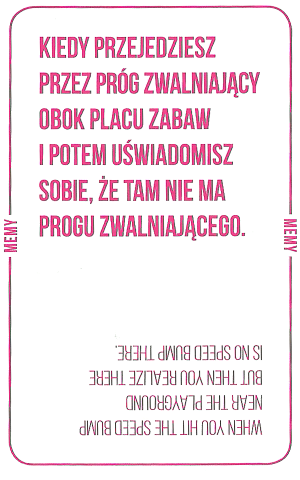 KIEDY PRZEJEDZIESZ
PRZEZ PRÓG ZWALNIAJĄCY
OBOK PLACU ZABAW
I POTEM UŚWIADOMISZ
SOBIE, ŻE TAM NIE MA
PROGU ZWALNIAJĄCEGO.
MEMY
MEMY
WHEN YOU HIT THE SPEED BUMP
NEAR THE PLAYGROUND
BUT THEN YOU REALIZE THERE
IS NO SPEED BUMP THERE.